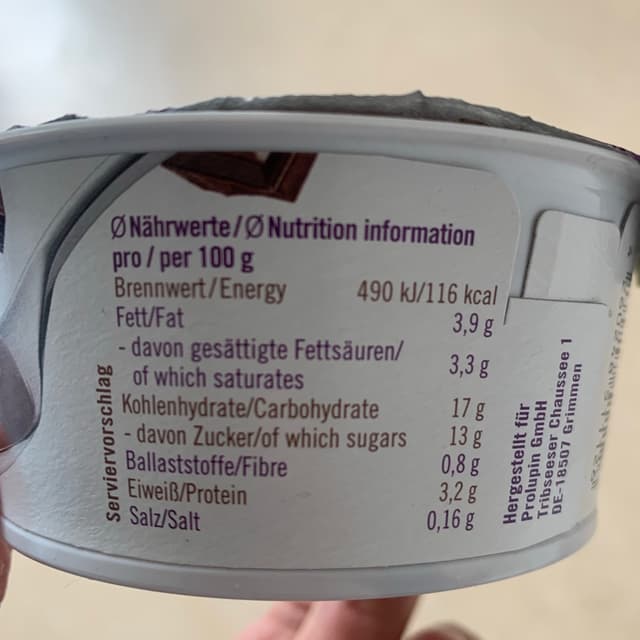 Ø Nährwerte/Ø Nutrition information
pro / per 100 g
Brennwert/Energy 490 kJ/116 kcal
Fett/Fat 3,9 g
- davon gesättigte Fettsäuren/
of which saturates 3,3 g
Kohlenhydrate/Carbohydrate 17 g
- davon Zucker/of which sugars 13 g
Ballaststoffe/Fibre 0,8 g
Eiweiß/Protein 3,2 g
Salz/Salt 0,16 g
Serviervorschlag
Hergestellt für
Prolupin GmbH
Tribseeser Chaussee 1
DE-18507 Grimmen